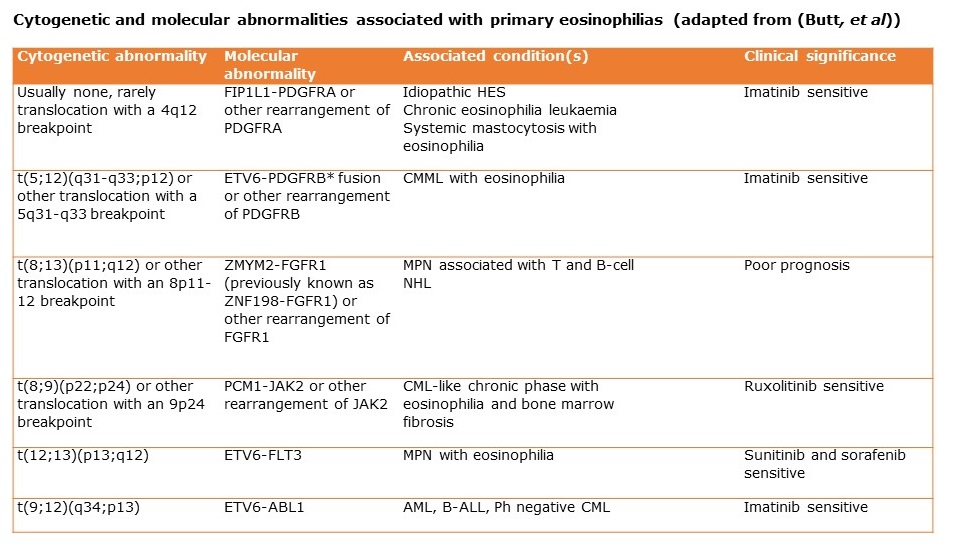 Cytogenetic and molecular abnormalities associated with primary eosinophilias (adapted from (Butt, et al))
Cytogenetic abnormality
Molecular
abnormality
Associated condition(s)
Clinical significance
Usually none, rarely
translocation with a 4q12
breakpoint
FIP1L1-PDGFRA or
other rearrangement of
PDGFRA
Idiopathic HES
Chronic eosinophilia leukaemia
Systemic mastocytosis with
eosinophilia
Imatinib sensitive
t(5;12)(q31-q33;p12) or
other translocation with a
5q31-q33 breakpoint
ETV6-PDGFRB* fusion
or other rearrangement
of PDGFRB
CMML with eosinophilia
Imatinib sensitive
t(8;13)(p11;q12) or other
translocation with an 8p11-
12 breakpoint
ZMYM2-FGFR1
(previously known as
ZNF198-FGFR1) or
other rearrangement of
FGFR1
MPN associated with T and B-cell
NHL
Poor prognosis
t(8;9)(p22;p24) or other
translocation with an 9p24
breakpoint
PCM1-JAK2 or other
rearrangement of JAK2
CML-like chronic phase with
eosinophilia and bone marrow
fibrosis
Ruxolitinib sensitive
t(12;13)(p13;q12)
ETV6-FLT3
MPN with eosinophilia
Sunitinib and sorafenib
sensitive
t(9;12)(q34;p13)
ETV6-ABL1
AML, B-ALL, Ph negative CML
Imatinib sensitive